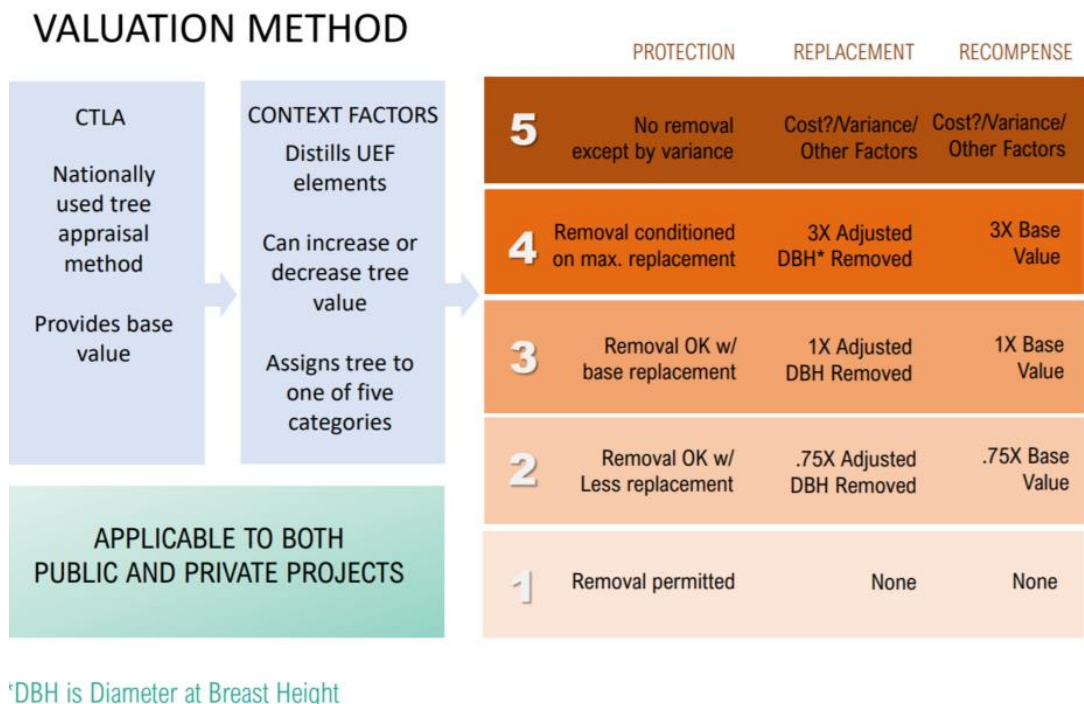 VALUATION METHOD
CTLA
Nationally
used tree
appraisal
method
Provides base
value
CONTEXT FACTORS
Distills UEF
elements
Can increase or
decrease tree
value
Assigns tree to
one of five
categories
APPLICABLE TO BOTH
PUBLIC AND PRIVATE PROJECTS
PROTECTION REPLACEMENT RECOMPENSE
5
No removal
except by variance
Cost?/Variance/
Other Factors
Cost?/Variance/
Other Factors
4
Removal conditioned
on max. replacement
3X Adjusted
DBH* Removed
3X Base
Value
3
Removal OK w/
base replacement
1X Adjusted
DBH Removed
1X Base
Value
2
Removal OK w/
Less replacement
.75X Adjusted
DBH Removed
.75X Base
Value
1
Removal permitted
None
None
*DBH is Diameter at Breast Height